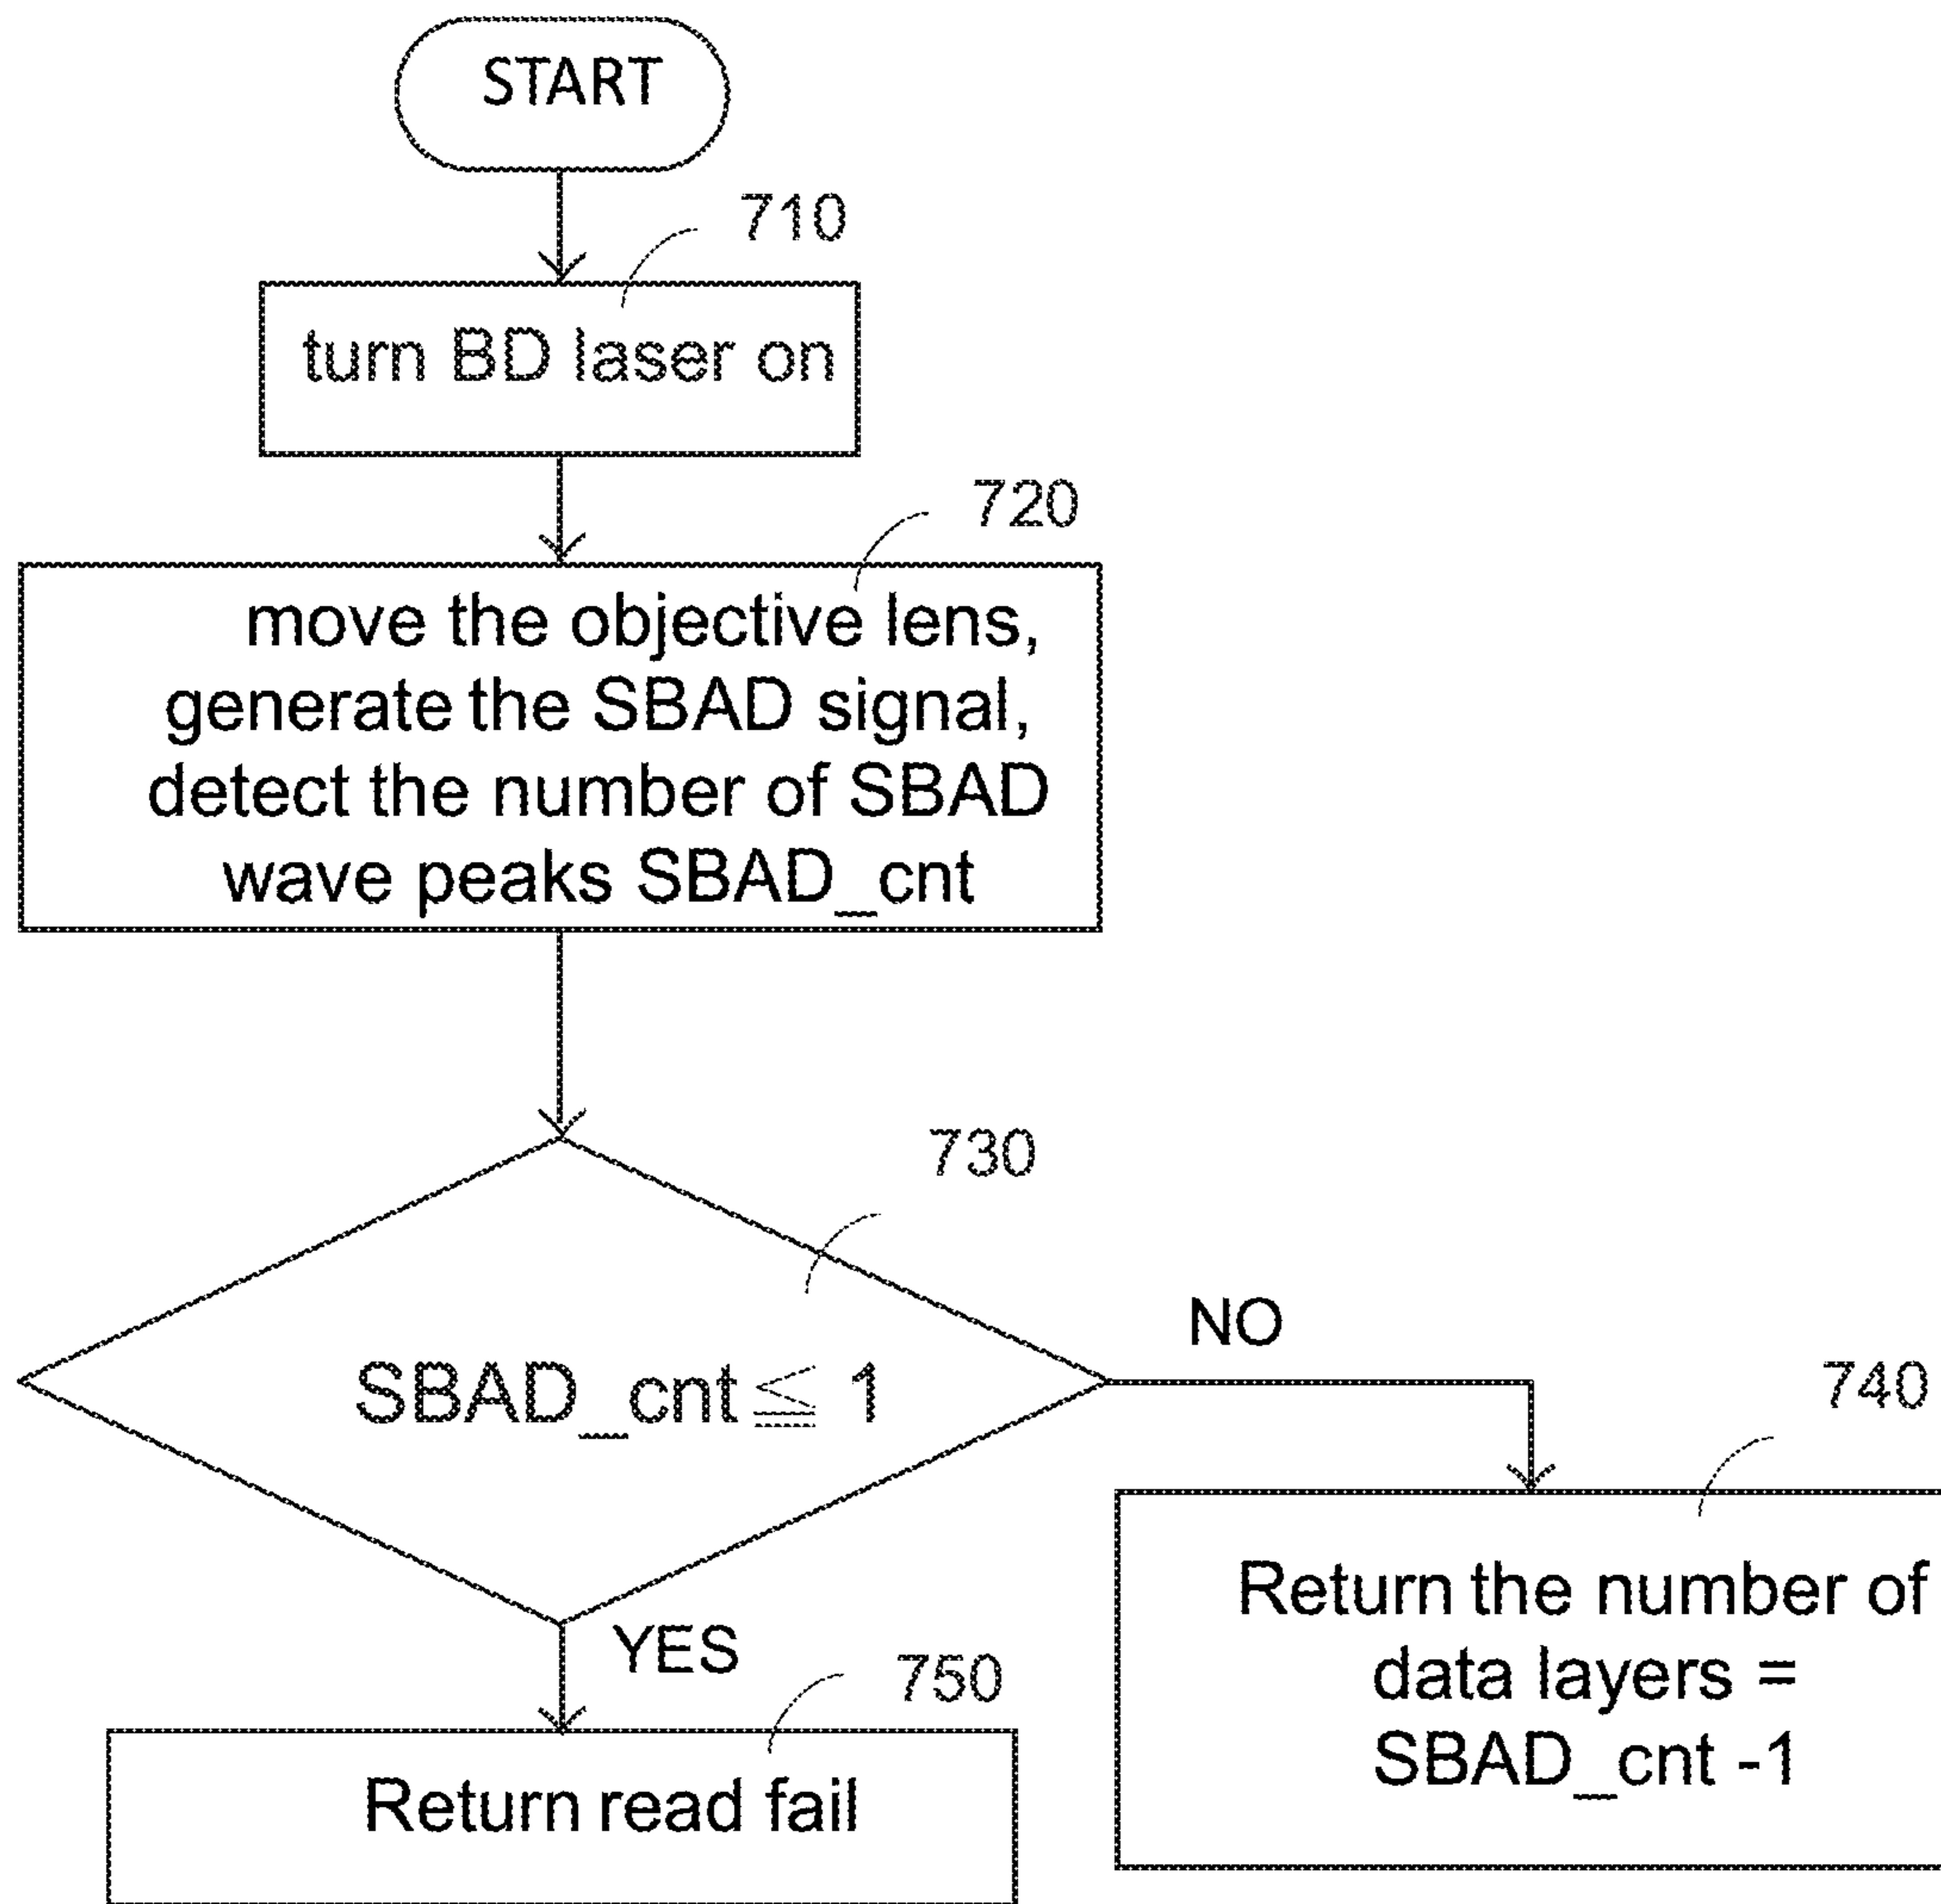 START
710
turn BD laser on
720
move the objective lens,
generate the SBAD signal,
detect the number of SBAD
wave peaks SBAD_cnt
730
SBAD_cnt ≦ 1
NO
740
Return the number of
data layers =
SBAD_cnt -1
YES
750
Return read fail